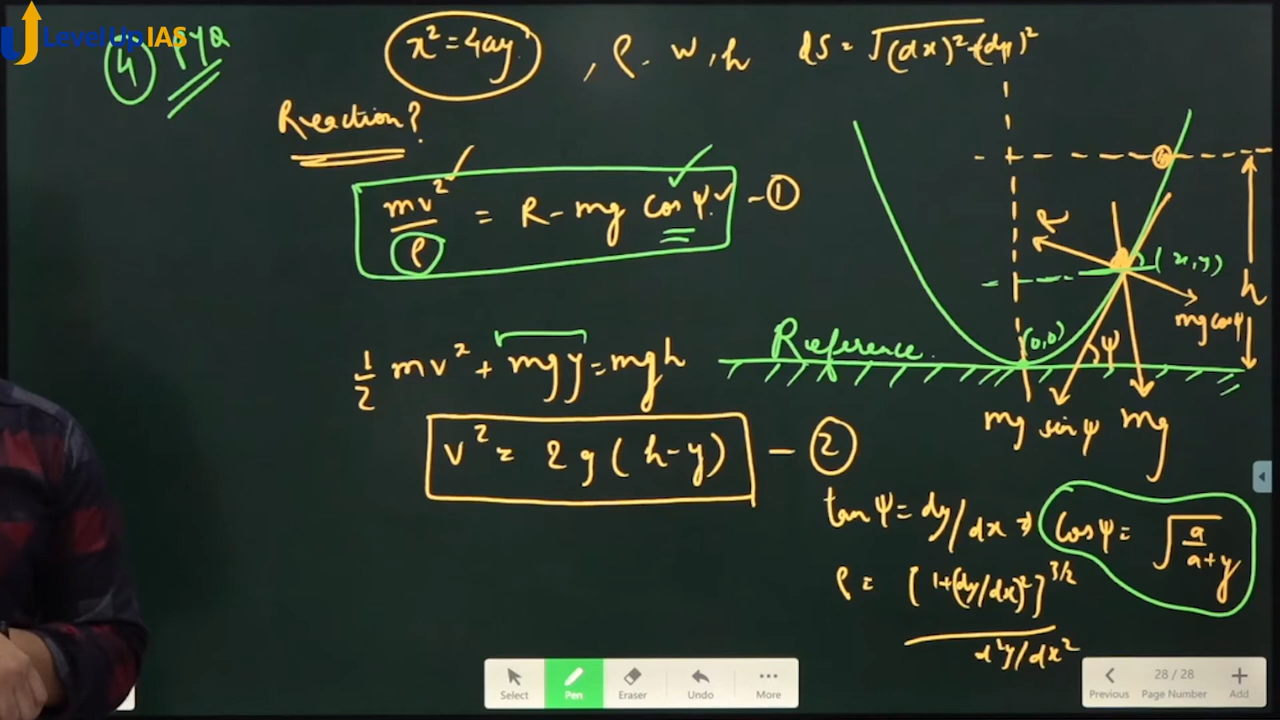 Level Up IAS
4 PYQ
x² = 4ay , ρ. w, h ds = √(dx)²+(dy)²
Reaction?
mv²/ρ = R - mg cos ψ. - ①
½ mv² + mgy = mgh
v² = 2g(h-y) - ②
Reference.
(0,0)
R
(x,y)
mg cos ψ
h
ψ
mg sin ψ mg
tan ψ = dy/dx ⇒ cos ψ = √a/a+y
ρ = [1+(dy/dx)²]^3/2
d²y/dx²
Select Pen Eraser Undo More
Previous 28 / 28 Page Number Add